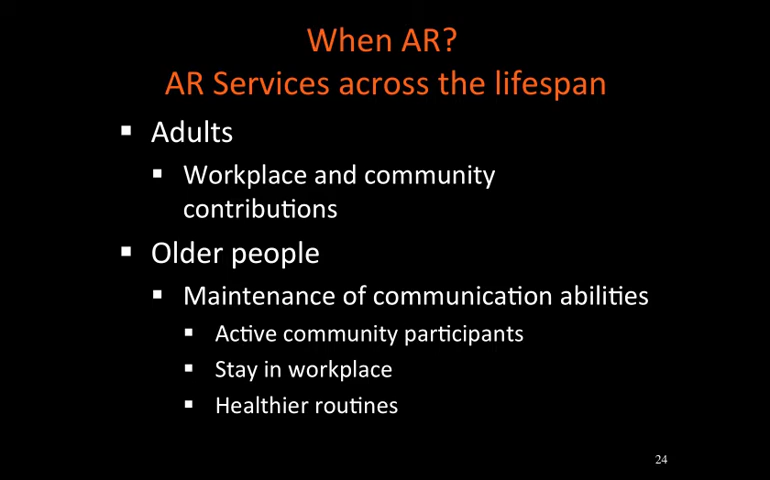 When AR?
AR Services across the lifespan
▪ Adults
▪ Workplace and community
contributions
▪ Older people
▪ Maintenance of communication abilities
▪ Active community participants
▪ Stay in workplace
▪ Healthier routines
24